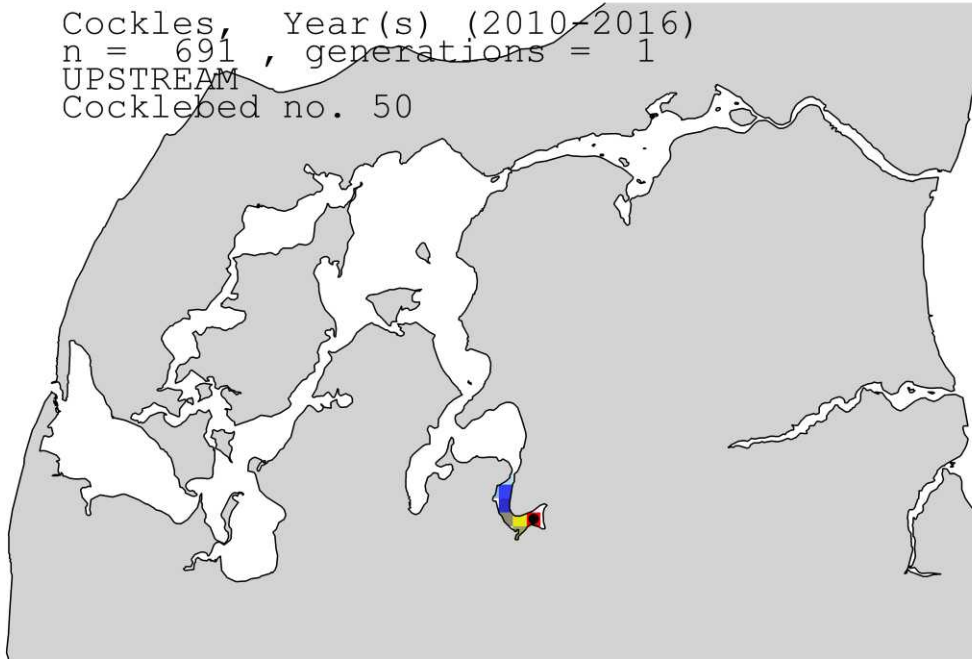 Cockles, Year(s) (2010-2016)
n = 691 , generations = 1
UPSTREAM
Cocklebed no. 50